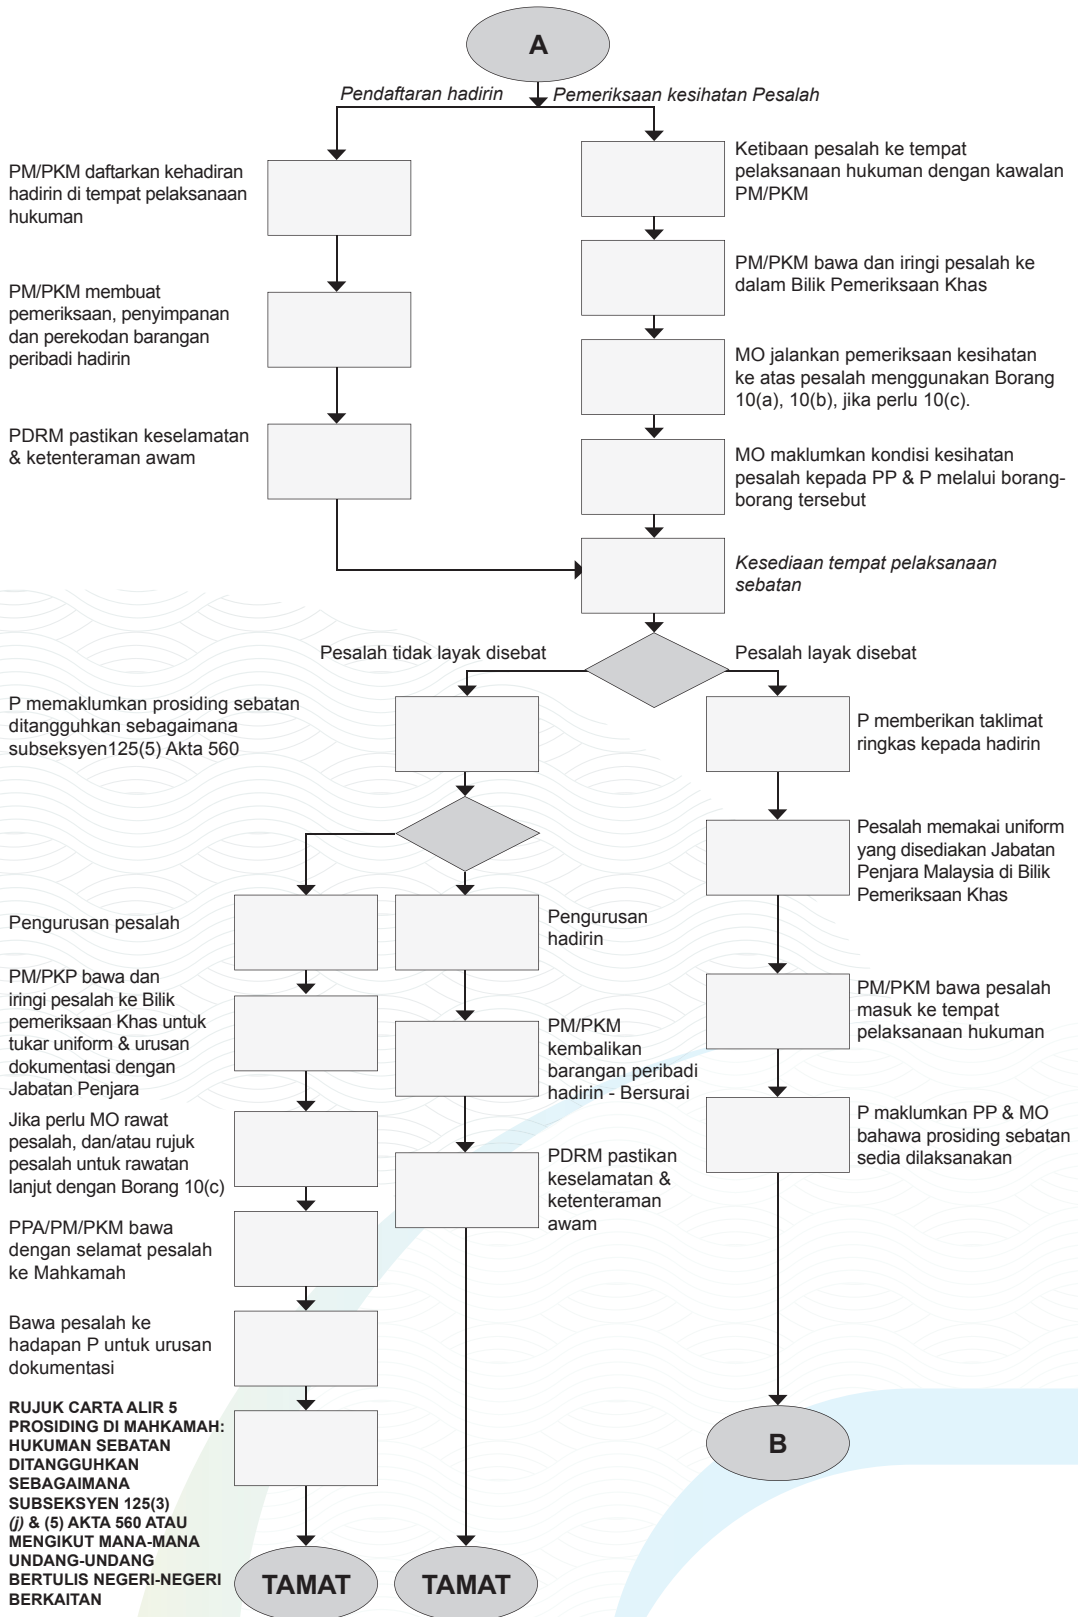 A
Pendaftaran hadirin
Pemeriksaan kesihatan Pesalah
PM/PKM daftarkan kehadiran
hadirin di tempat pelaksanaan
hukuman
Ketibaan pesalah ke tempat
pelaksanaan hukuman dengan kawalan
PM/PKM
PM/PKM membuat
pemeriksaan, penyimpanan
dan perekodan barangan
peribadi hadirin
PM/PKM bawa dan iringi pesalah ke
dalam Bilik Pemeriksaan Khas
MO jalankan pemeriksaan kesihatan
ke atas pesalah menggunakan Borang
10(a), 10(b), jika perlu 10(c).
PDRM pastikan keselamatan
& ketenteraman awam
MO maklumkan kondisi kesihatan
pesalah kepada PP & P melalui borang-
borang tersebut
Kesediaan tempat pelaksanaan
sebatan
Pesalah tidak layak disebat
Pesalah layak disebat
P memaklumkan prosiding sebatan
ditangguhkan sebagaimana
subseksyen125(5) Akta 560
P memberikan taklimat
ringkas kepada hadirin
Pesalah memakai uniform
yang disediakan Jabatan
Penjara Malaysia di Bilik
Pemeriksaan Khas
Pengurusan pesalah
Pengurusan
hadirin
PM/PKP bawa dan
iringi pesalah ke Bilik
pemeriksaan Khas untuk
tukar uniform & urusan
dokumentasi dengan
Jabatan Penjara
PM/PKM
kembalikan
barangan peribadi
hadirin - Bersurai
PM/PKM bawa pesalah
masuk ke tempat
pelaksanaan hukuman
Jika perlu MO rawat
pesalah, dan/atau rujuk
pesalah untuk rawatan
lanjut dengan Borang 10(c)
PDRM pastikan
keselamatan &
ketenteraman
awam
P maklumkan PP & MO
bahawa prosiding sebatan
sedia dilaksanakan
PPA/PM/PKM bawa
dengan selamat pesalah
ke Mahkamah
Bawa pesalah ke
hadapan P untuk urusan
dokumentasi
RUJUK CARTA ALIR 5
PROSIDING DI MAHKAMAH:
HUKUMAN SEBATAN
DITANGGUHKAN
SEBAGAIMANA
SUBSEKSYEN 125(3)
(j) & (5) AKTA 560 ATAU
MENGIKUT MANA-MANA
UNDANG-UNDANG
BERTULIS NEGERI-NEGERI
BERKAITAN
B
TAMAT
TAMAT